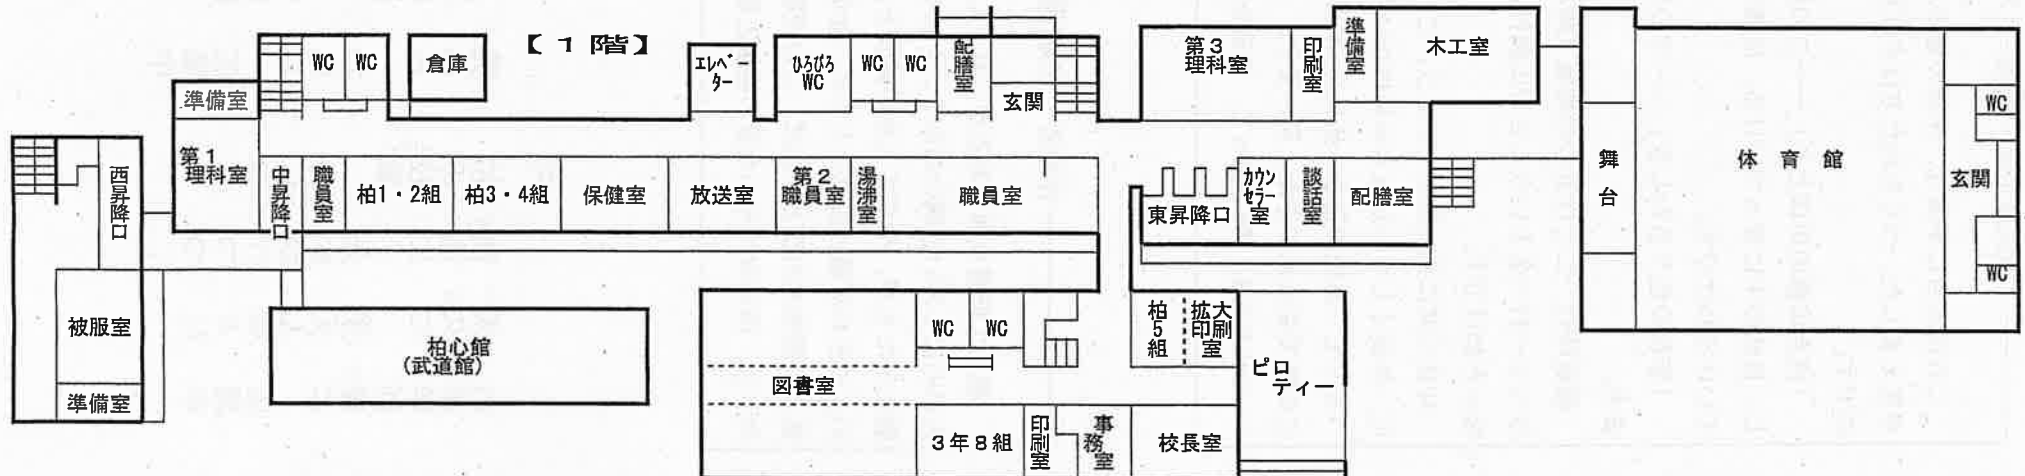 【1階】
WC
WC
倉庫
エレベー
ター
ひろびろ
WC
WC
WC
配膳室
玄関
第3
理科室
印刷室
準備室
木工室
準備室
第1
理科室
西昇降口
中昇降口
職員室
柏1・2組
柏3・4組
保健室
放送室
第2
職員室
湯沸室
職員室
東昇降口
カウン
セラー
室
談話室
配膳室
舞台
体育館
WC
玄関
WC
被服室
準備室
柏心館
(武道館)
図書室
WC
WC
柏5組
拡大
印刷室
ピロ
ティー
3年8組
印刷室
事務室
校長室